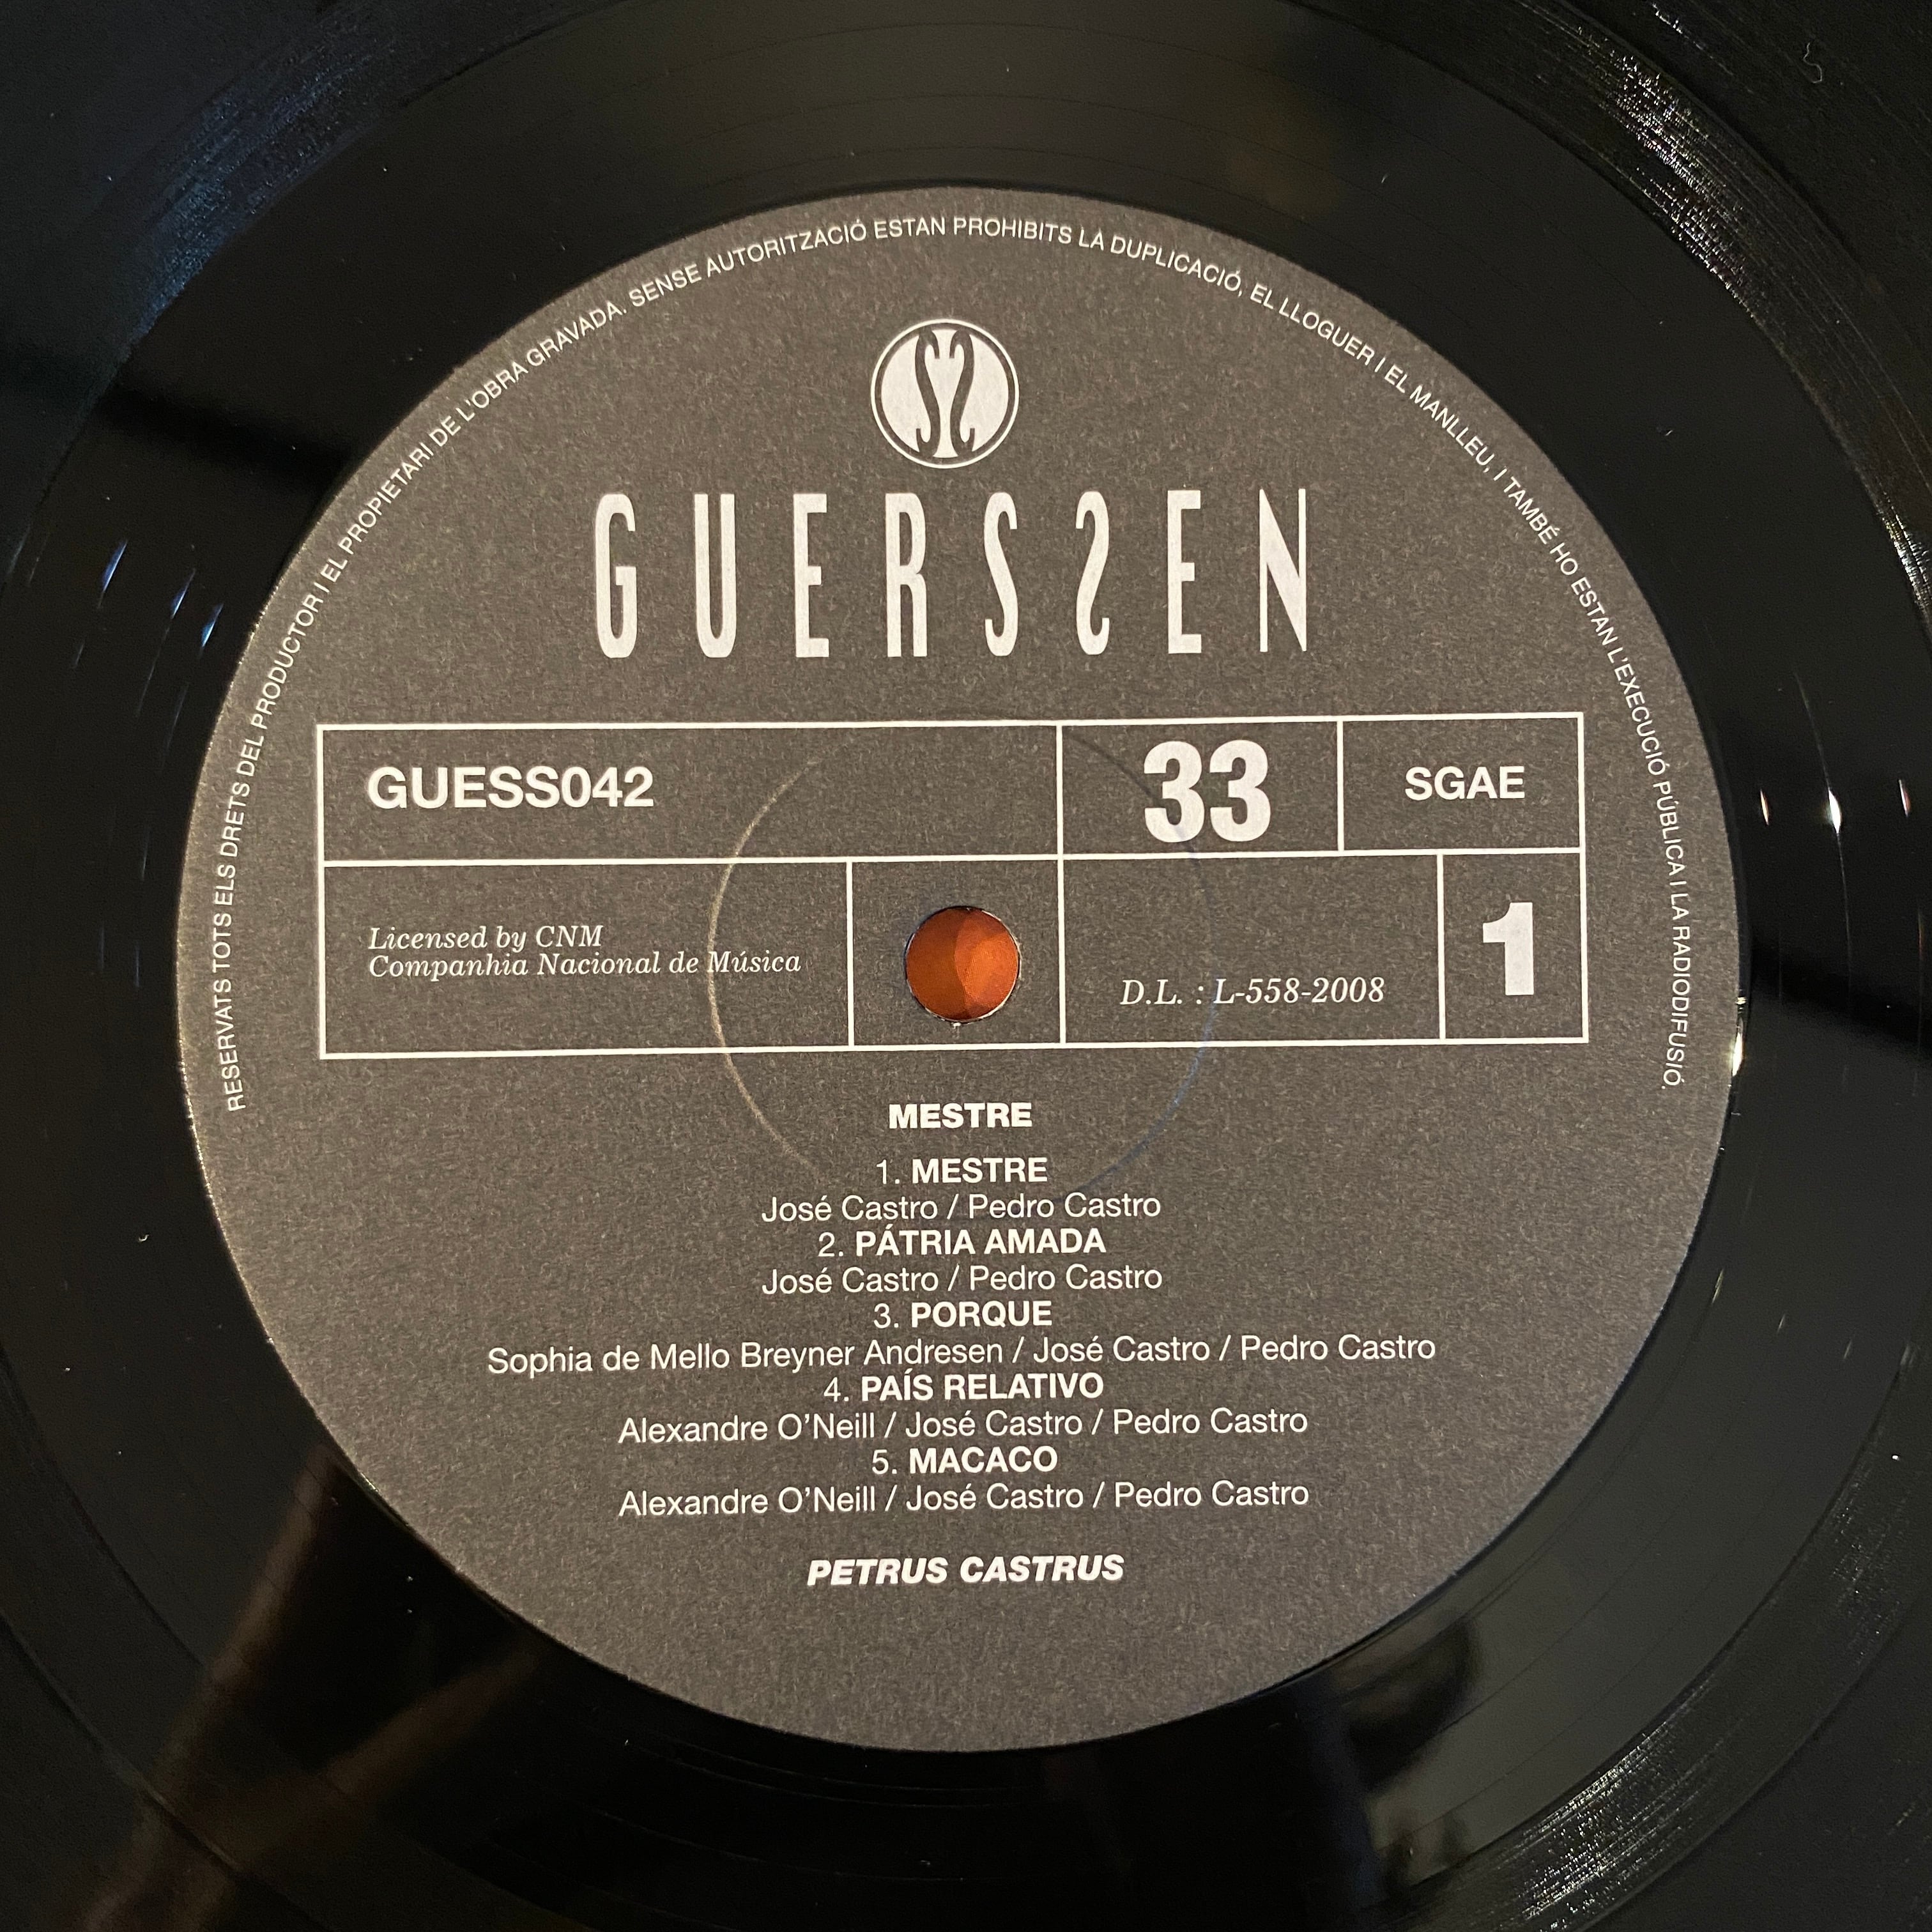 RESERVATS TOTS ELS DRETS DEL PRODUCTOR I EL PROPIETARI DE L'OBRA GRAVADA. SENSE AUTORITZACIÓ ESTAN PROHIBITS LA DUPLICACIÓ, EL LLOGUER I EL MANLLEU, I TAMBÉ HO ESTAN L'EXECUCIÓ PÚBLICA I LA RADIODIFUSIÓ.
GUERSSEN
GUESS042
33
SGAE
Licensed by CNM
Companhia Nacional de Música
D.L. : L-558-2008
1
MESTRE
1. MESTRE
José Castro / Pedro Castro
2. PÁTRIA AMADA
José Castro / Pedro Castro
3. PORQUE
Sophia de Mello Breyner Andresen / José Castro / Pedro Castro
4. PAÍS RELATIVO
Alexandre O'Neill / José Castro / Pedro Castro
5. MACACO
Alexandre O'Neill / José Castro / Pedro Castro
PETRUS CASTRUS